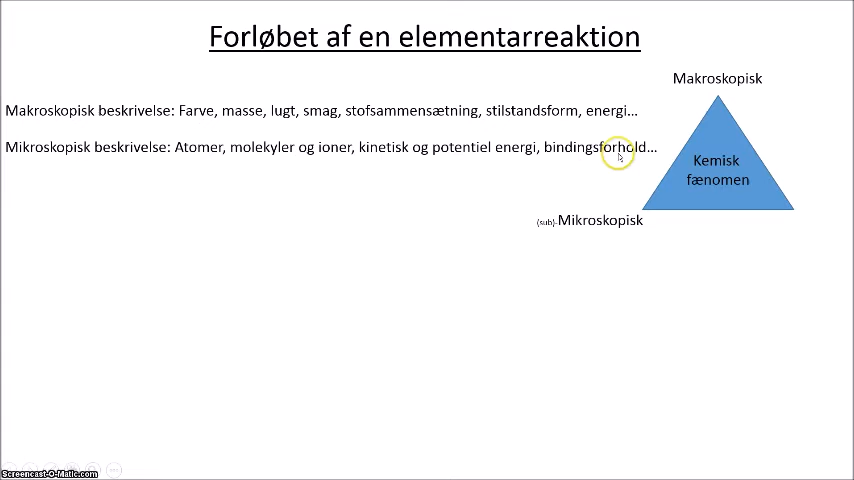 Forløbet af en elementarreaktion
Makroskopisk
Makroskopisk beskrivelse: Farve, masse, lugt, smag, stofsammensætning, stilstandsform, energi…
Mikroskopisk beskrivelse: Atomer, molekyler og ioner, kinetisk og potentiel energi, bindingsforhold…
Kemisk
fænomen
(sub)-Mikroskopisk
Screencast-O-Matic.com